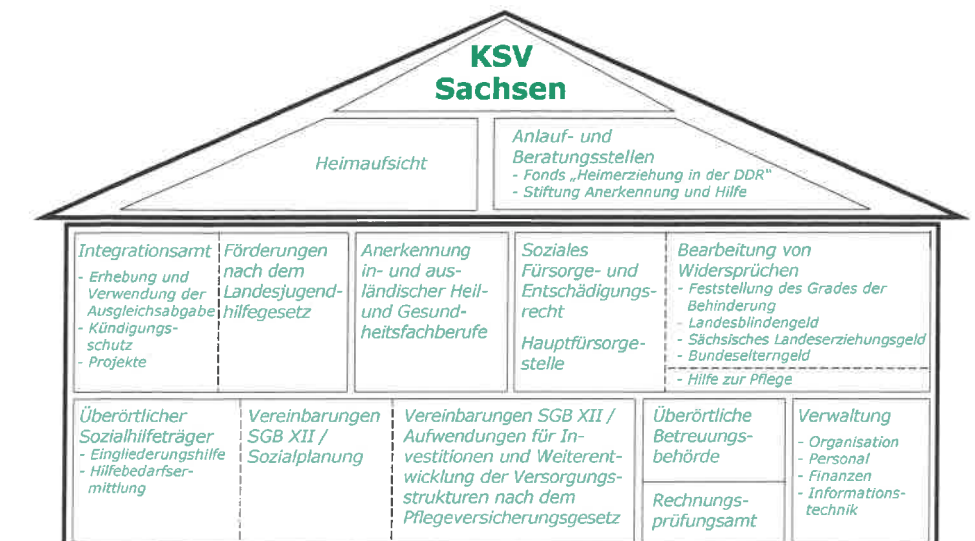 KSV
Sachsen
Heimaufsicht
Anlauf- und
Beratungsstellen
- Fonds „Heimerziehung in der DDR"
- Stiftung Anerkennung und Hilfe
Integrationsamt
- Erhebung und
Verwendung der
Ausgleichsabgabe
- Kündigungs-
schutz
- Projekte
Förderungen
nach dem
Landesjugend-
hilfegesetz
Anerkennung
in- und aus-
ländischer Heil-
und Gesund-
heitsfachberufe
Soziales
Fürsorge- und
Entschädigungs-
recht
Hauptfürsorge-
stelle
Bearbeitung von
Widersprüchen
- Feststellung des Grades der
Behinderung
- Landesblindengeld
- Sächsisches Landeserziehungsgeld
- Bundeselterngeld
- Hilfe zur Pflege
Überörtlicher
Sozialhilfeträger
- Eingliederungshilfe
- Hilfebedarfser-
mittlung
Vereinbarungen
SGB XII /
Sozialplanung
Vereinbarungen SGB XII /
Aufwendungen für In-
vestitionen und Weiterent-
wicklung der Versorgungs-
strukturen nach dem
Pflegeversicherungsgesetz
Überörtliche
Betreuungs-
behörde
Rechnungs-
prüfungsamt
Verwaltung
- Organisation
- Personal
- Finanzen
- Informations-
technik